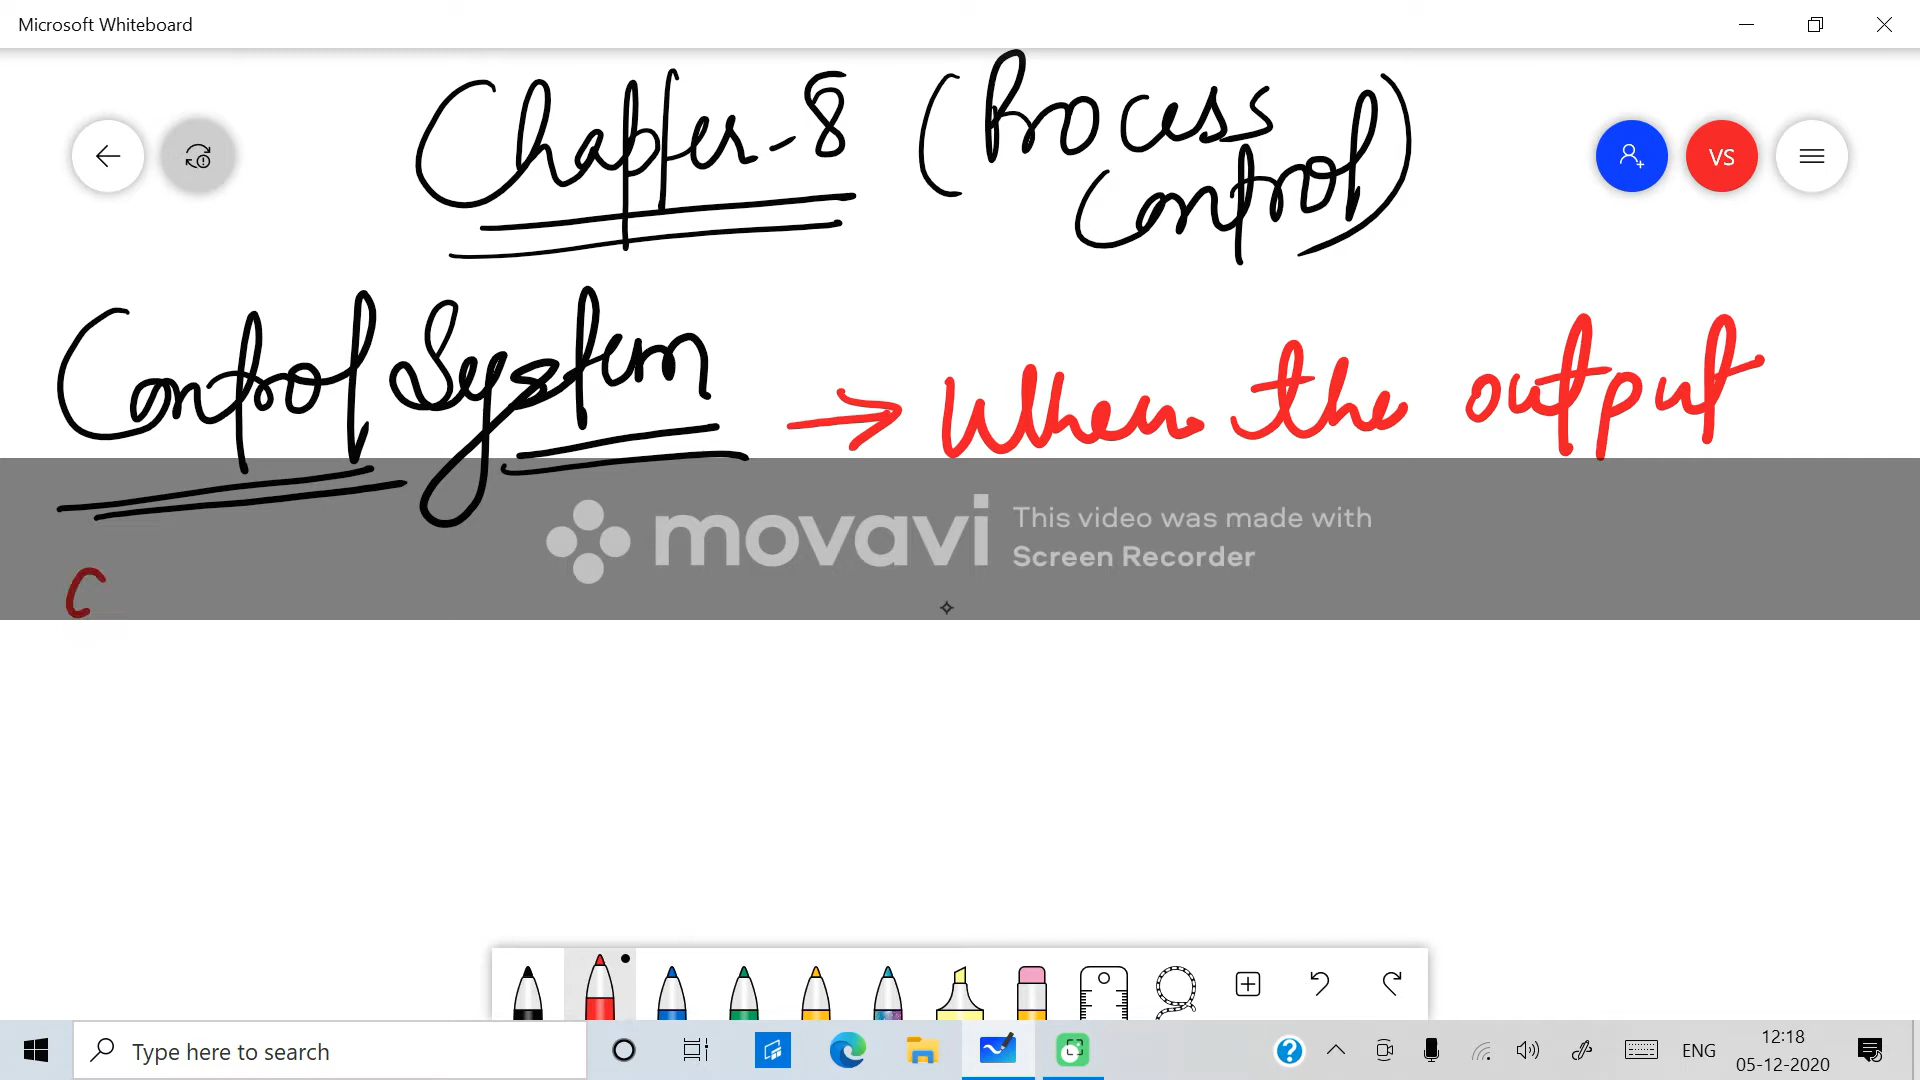 Microsoft Whiteboard
Chapter-8 (Process
Control)
VS
Control System → When the output
movavi
This video was made with
Screen Recorder
C
Type here to search
ENG
12:18
05-12-2020